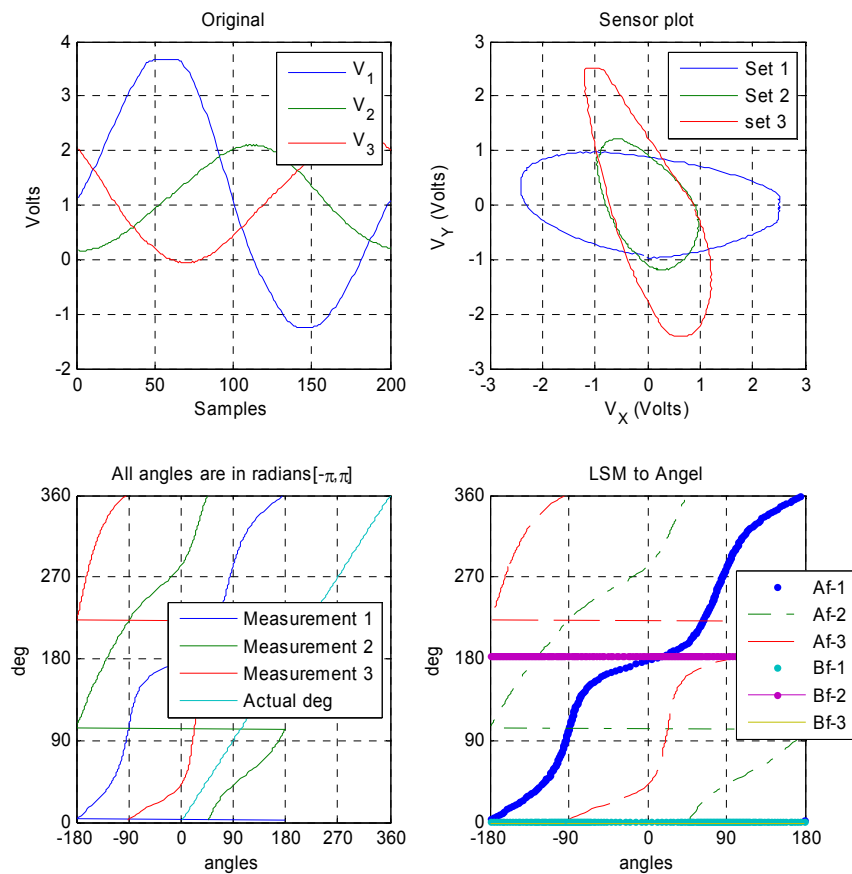 Original
Volts
4
3
2
1
0
-1
-2
0
50
100
150
200
Samples
V1
V2
V3
Sensor plot
VY (Volts)
3
2
1
0
-1
-2
-3
-3
-2
-1
0
1
2
3
VX (Volts)
Set 1
Set 2
set 3
All angles are in radians[-π,π]
deg
360
270
180
90
0
-180
-90
0
90
180
270
360
angles
Measurement 1
Measurement 2
Measurement 3
Actual deg
LSM to Angel
deg
360
270
180
90
0
-180
-90
0
90
180
angles
Af-1
Af-2
Af-3
Bf-1
Bf-2
Bf-3